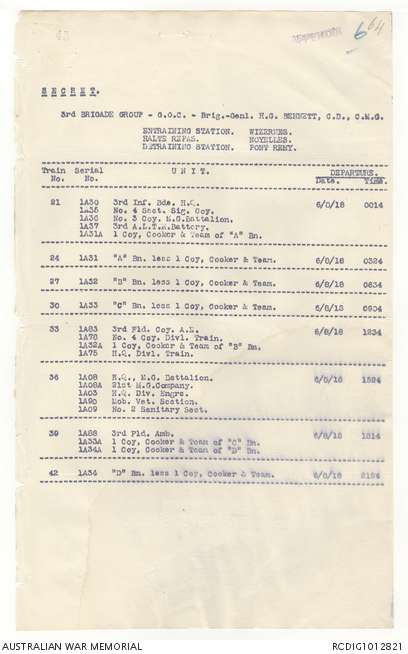 APPENDIX 6 64
SECRET.
3rd BRIGADE GROUP - G.O.C. - Brig.-Genl. H.G. BENNETT, C.B., C.M.G.
ENTRAINING STATION. WIZERNES.
HALTE REPAS. NOYELLES.
DETRAINING STATION. PONT REMY.
Train Serial UNIT. DEPARTURE.
No. No. Date. Time.
21 1A30 3rd Inf. Bde. H.Q. 6/8/18 0014
No. 4 Sect. Sig. Coy.
No. 3 Coy. M.G. Battalion.
1A37 3rd A.L.T.M. Battery.
1A31A 1 Coy, Cooker & Team of "A" Bn.
24 1A31 "A" Bn. less 1 Coy, Cooker & Team. 6/8/18 0324
27 1A32 "B" Bn. less 1 Coy, Cooker & Team. 6/8/18 0634
30 1A33 "C" Bn. less 1 Coy, Cooker & Team. 6/8/18 0904
33 1A83 3rd Fld. Coy. A.E. 6/8/18 1234
1A78 No. 4 Coy. Divl. Train.
1A32A 1 Coy, Cooker & Team of "B" Bn.
1A75 H.Q. Divl. Train.
36 1A08 H.Q., M.G. Battalion. 6/8/18
1A08A 21st M.G. Company.
1A03 H.Q. Div. Engrs.
1A90 Mob. Vet. Section.
1A09 No. 2 Sanitary Sect.
39 1A88 3rd Fld. Amb. 6/8/18 1814
1A33A 1 Coy, Cooker & Team of "C" Bn.
1A34A 1 Coy, Cooker & Team of "D" Bn.
42 1A34 "D" Bn. less 1 Coy, Cooker & Team. 6/8/18
AUSTRALIAN WAR MEMORIAL RCDIG1012821